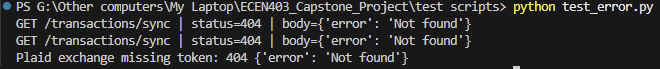 PS G:\Other computers\My Laptop\ECEN403_Capstone_Project\test scripts> python test_error.py
GET /transactions/sync | status=404 | body={'error': 'Not found'}
GET /transactions/sync | status=404 | body={'error': 'Not found'}
Plaid exchange missing token: 404 {'error': 'Not found'}